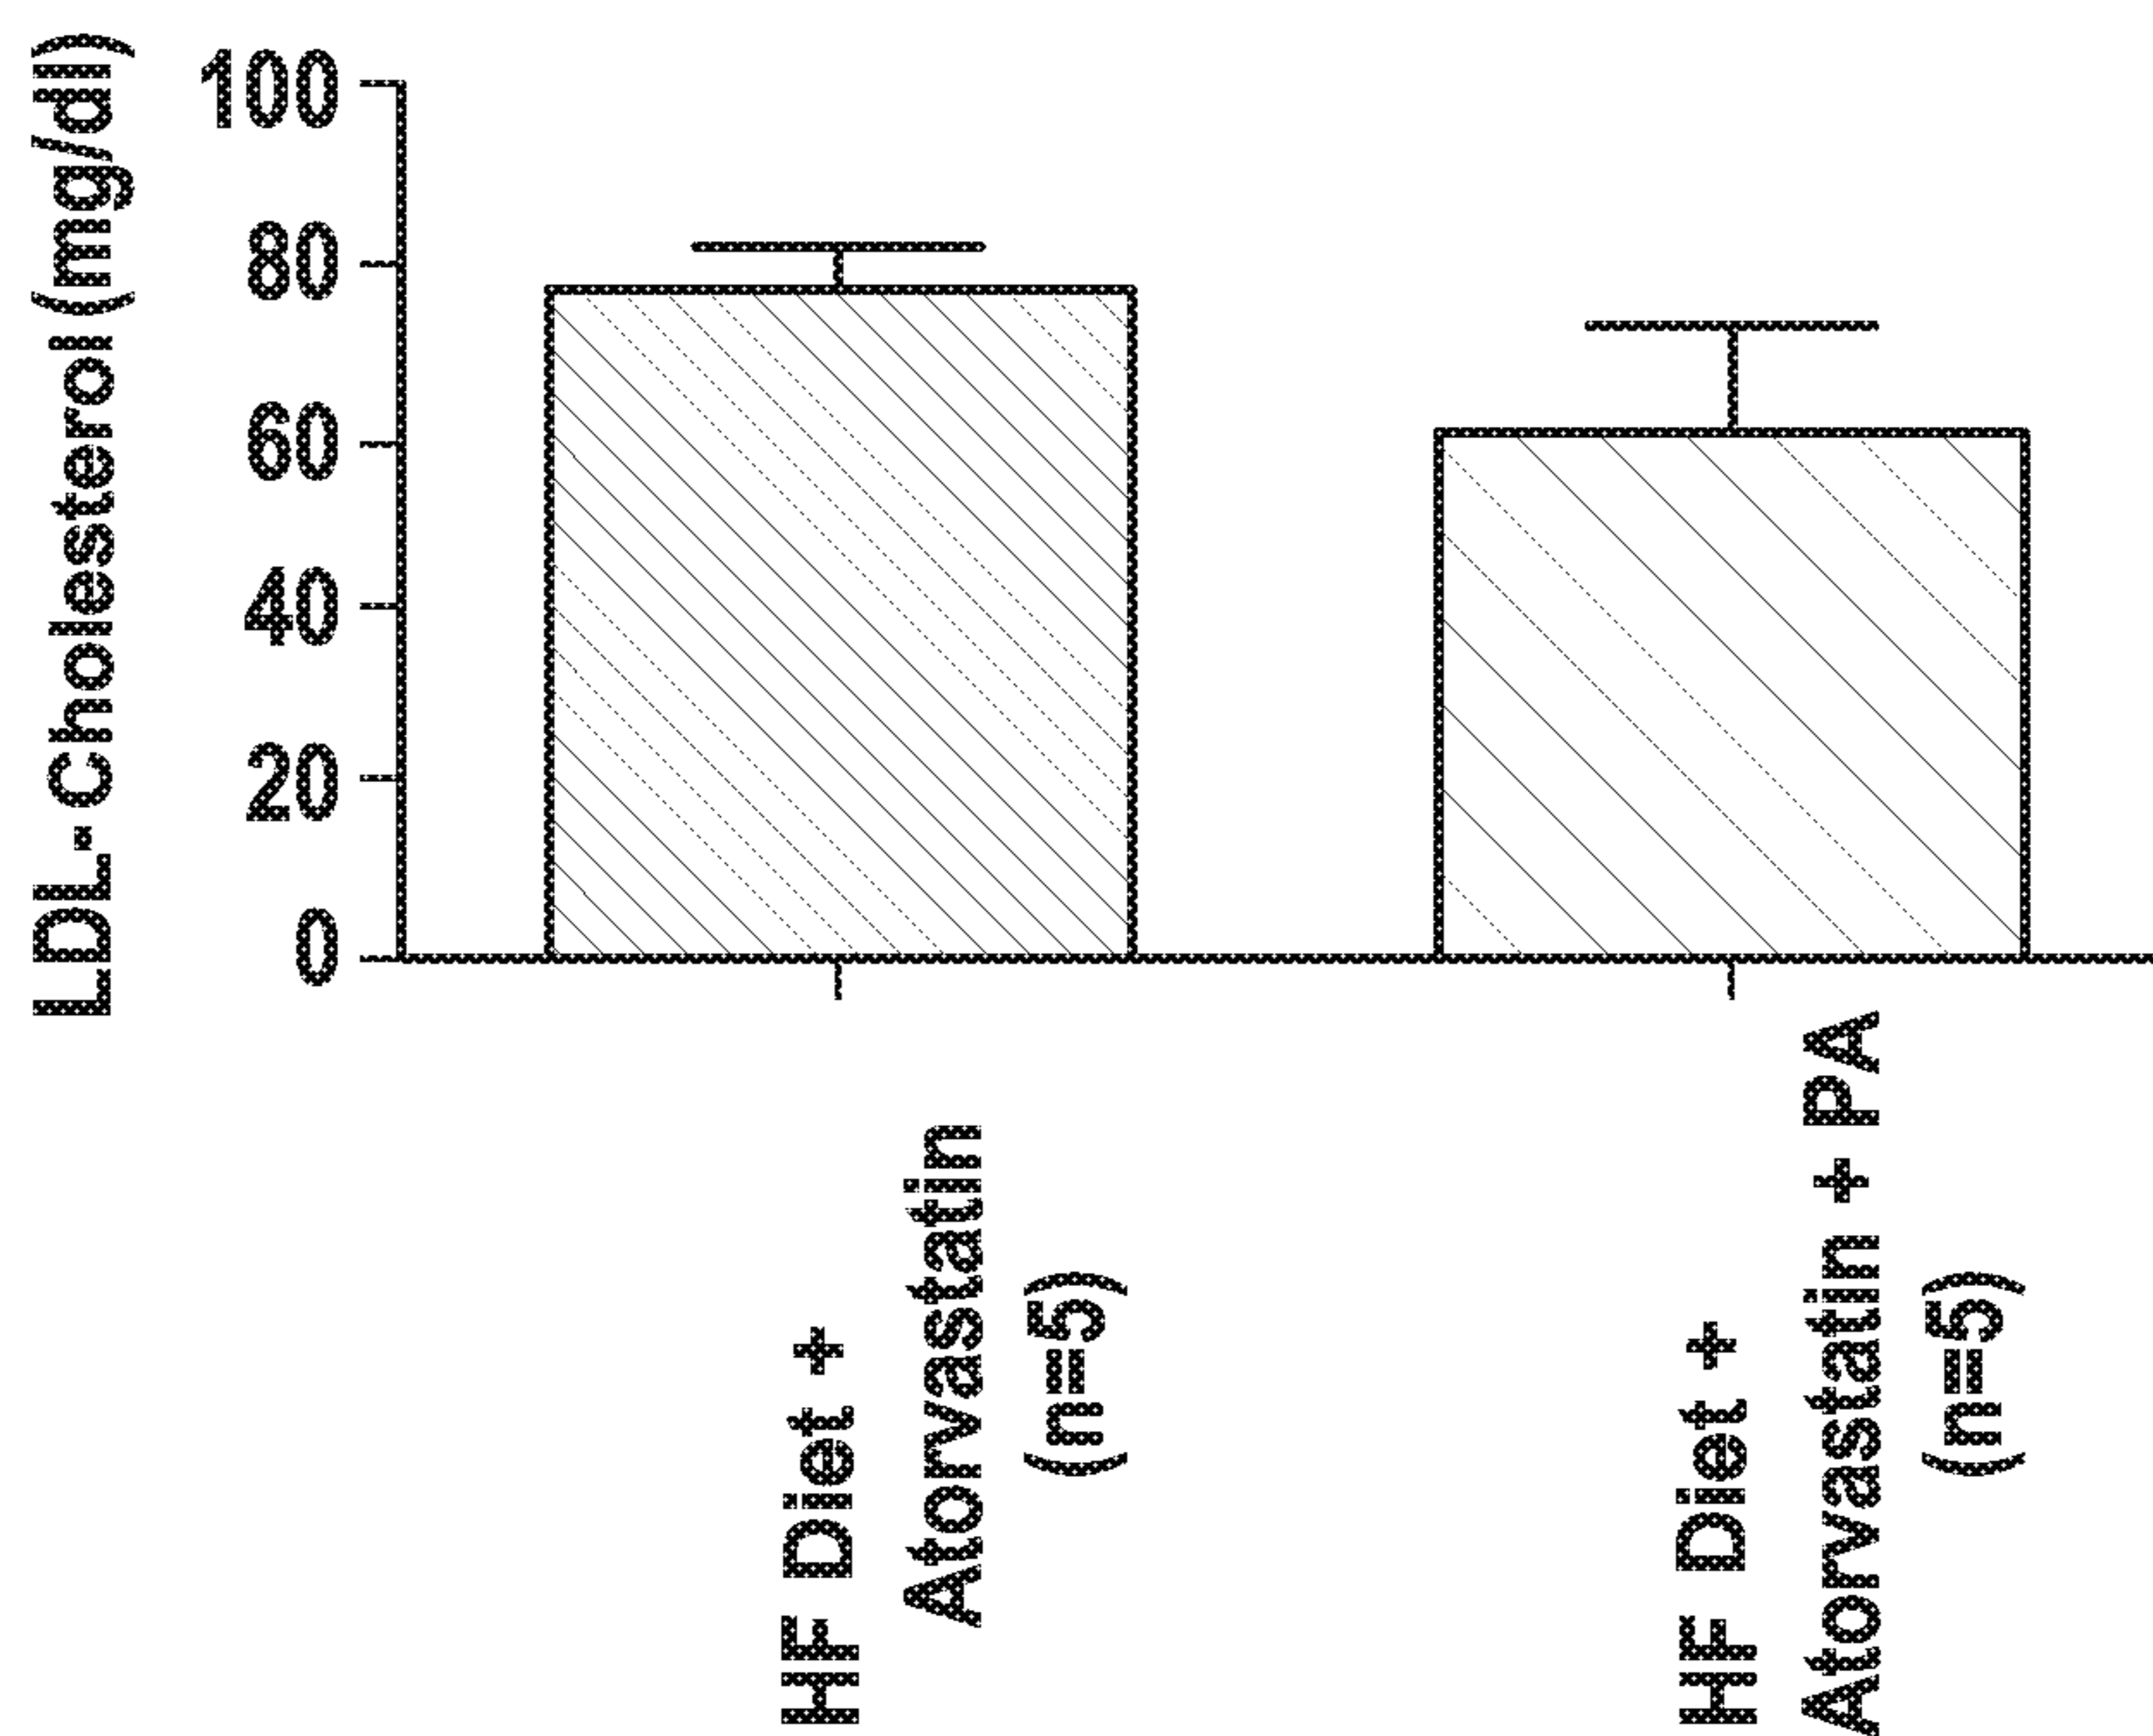 LDL- Cholesterol (mg/dl)
100
80
60
40
20
0
HF Diet +
Atorvastatin
(n=5)
HF Diet +
Atorvastatin + PA
(n=5)